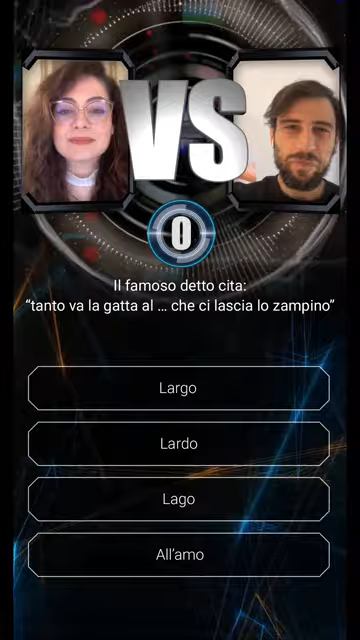 VS
0
Il famoso detto cita:
“tanto va la gatta al ... che ci lascia lo zampino”
Largo
Lardo
Lago
All'amo